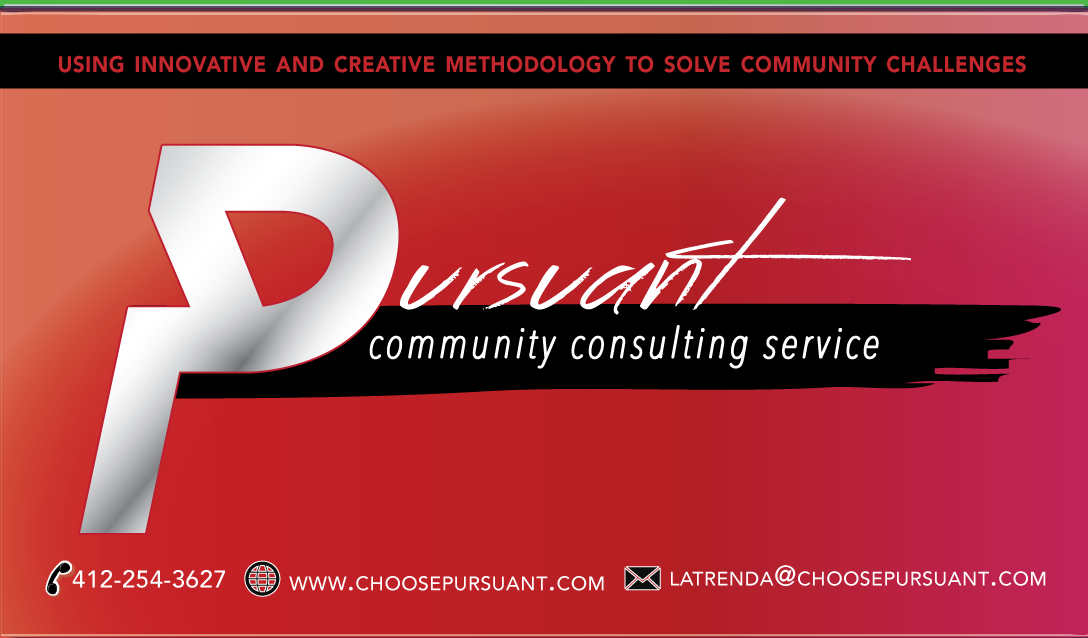 USING INNOVATIVE AND CREATIVE METHODOLOGY TO SOLVE COMMUNITY CHALLENGES
Pursuant
community consulting service
412-254-3627 WWW.CHOOSEPURSUANT.COM LATRENDA@CHOOSEPURSUANT.COM